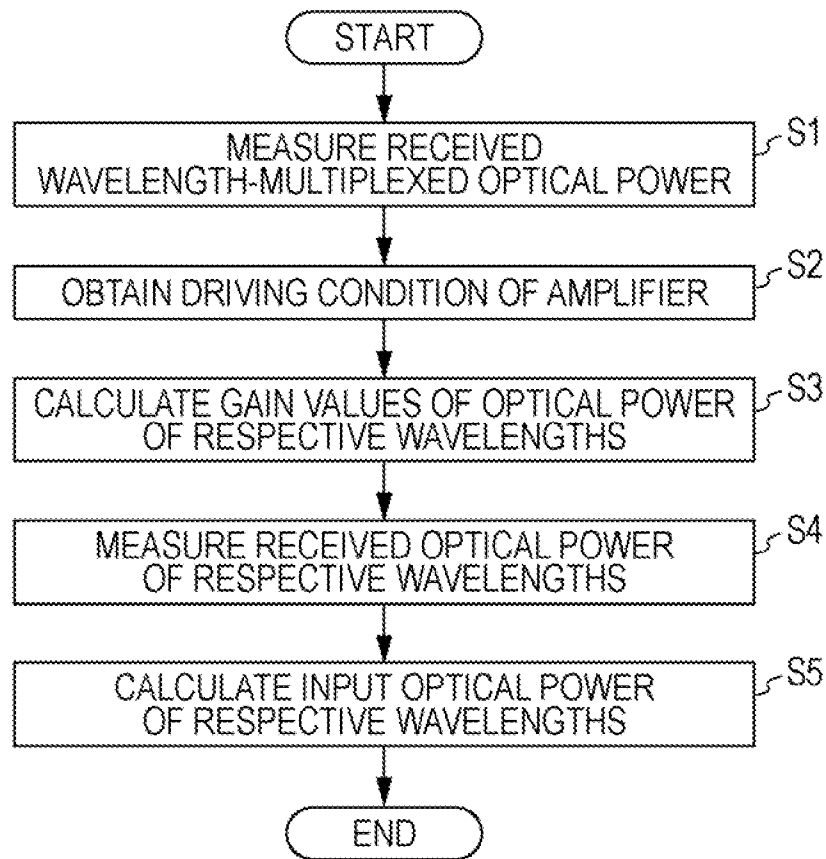 START
S1
MEASURE RECEIVED
WAVELENGTH-MULTIPLEXED OPTICAL POWER
S2
OBTAIN DRIVING CONDITION OF AMPLIFIER
S3
CALCULATE GAIN VALUES OF OPTICAL POWER
OF RESPECTIVE WAVELENGTHS
S4
MEASURE RECEIVED OPTICAL POWER
OF RESPECTIVE WAVELENGTHS
S5
CALCULATE INPUT OPTICAL POWER
OF RESPECTIVE WAVELENGTHS
END